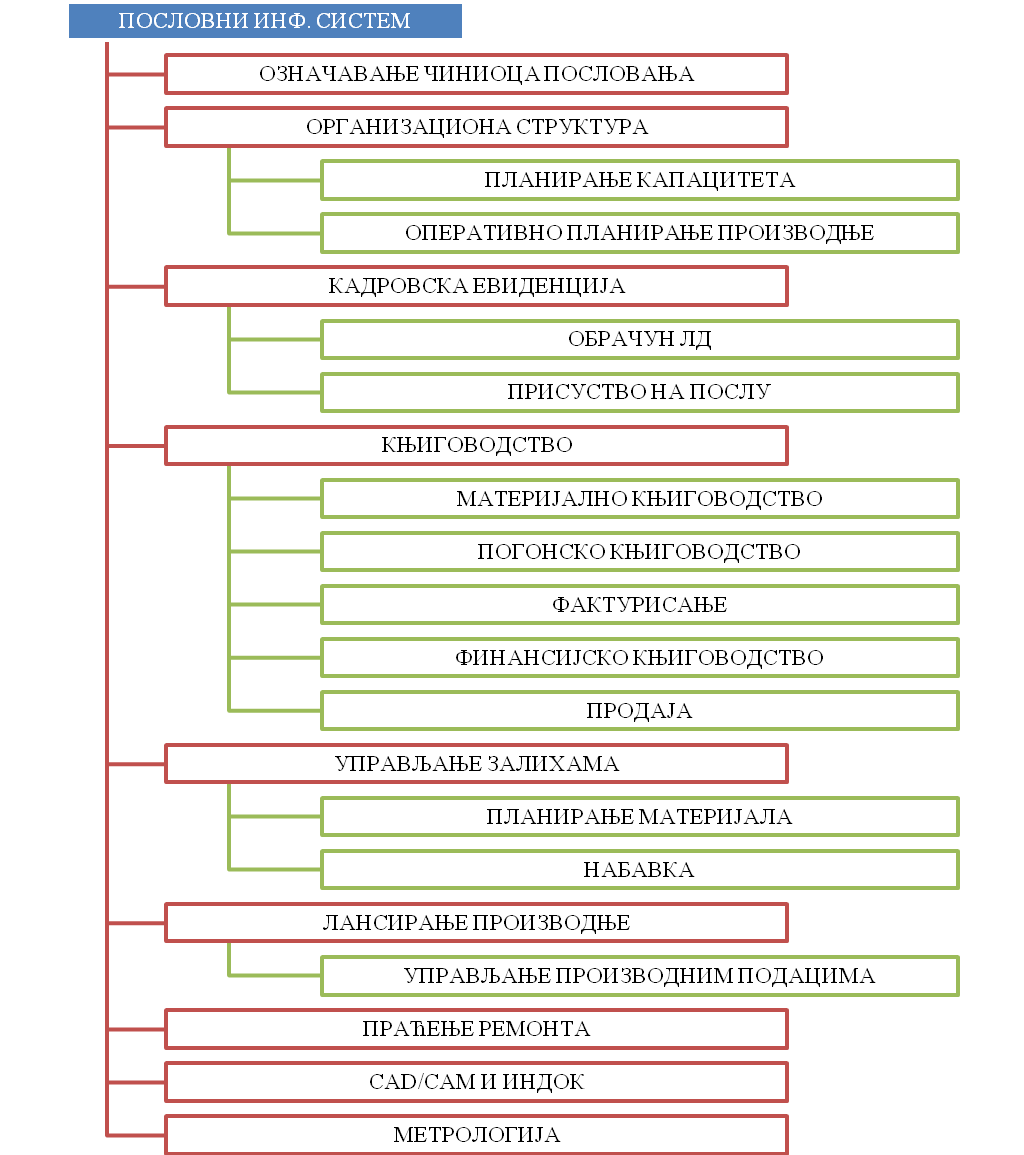 ПОСЛОВНИ ИНФ. СИСТЕМ
ОЗНАЧАВАЊЕ ЧИНИОЦА ПОСЛОВАЊА
ОРГАНИЗАЦИОНА СТРУКТУРА
ПЛАНИРАЊЕ КАПАЦИТЕТА
ОПЕРАТИВНО ПЛАНИРАЊЕ ПРОИЗВОДЊЕ
КАДРОВСКА ЕВИДЕНЦИЈА
ОБРАЧУН ЛД
ПРИСУСТВО НА ПОСЛУ
КЊИГОВОДСТВО
МАТЕРИЈАЛНО КЊИГОВОДСТВО
ПОГОНСКО КЊИГОВОДСТВО
ФАКТУРИСАЊЕ
ФИНАНСИЈСКО КЊИГОВОДСТВО
ПРОДАЈА
УПРАВЉАЊЕ ЗАЛИХАМА
ПЛАНИРАЊЕ МАТЕРИЈАЛА
НАБАВКА
ЛАНСИРАЊЕ ПРОИЗВОДЊЕ
УПРАВЉАЊЕ ПРОИЗВОДНИМ ПОДАЦИМА
ПРАЋЕЊЕ РЕМОНТА
CAD/CAM И ИНДОК
МЕТРОЛОГИЈА